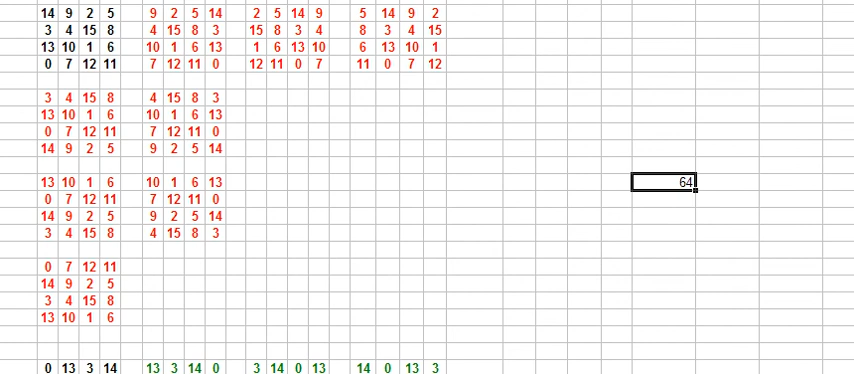 14 9 2 5 9 2 5 14 2 5 14 9 5 14 9 2
3 4 15 8 4 15 8 3 15 8 3 4 8 3 4 15
13 10 1 6 10 1 6 13 1 6 13 10 6 13 10 1
0 7 12 11 7 12 11 0 12 11 0 7 11 0 7 12
3 4 15 8 4 15 8 3
13 10 1 6 10 1 6 13
0 7 12 11 7 12 11 0
14 9 2 5 9 2 5 14
13 10 1 6 10 1 6 13 64
0 7 12 11 7 12 11 0
14 9 2 5 9 2 5 14
3 4 15 8 4 15 8 3
0 7 12 11
14 9 2 5
3 4 15 8
13 10 1 6
0 13 3 14 13 3 14 0 3 14 0 13 14 0 13 3